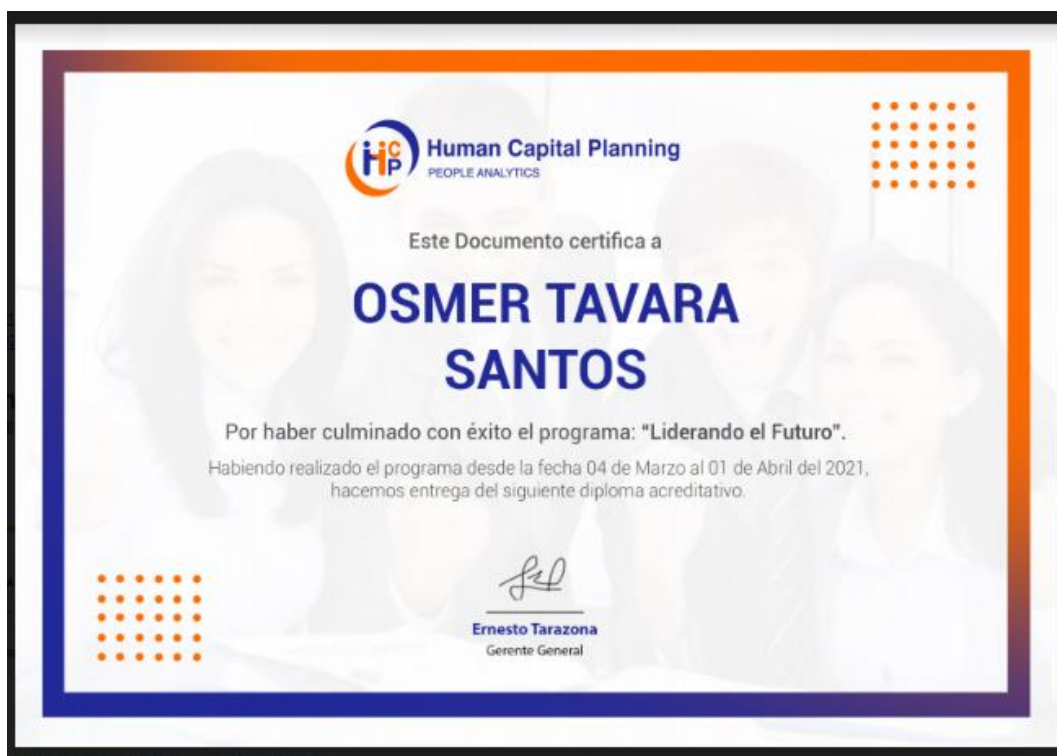 HCP
Human Capital Planning
PEOPLE ANALYTICS
Este Documento certifica a
OSMER TAVARA
SANTOS
Por haber culminado con éxito el programa: "Liderando el Futuro".
Habiendo realizado el programa desde la fecha 04 de Marzo al 01 de Abril del 2021,
hacemos entrega del siguiente diploma acreditativo.
Ernesto Tarazona
Gerente General